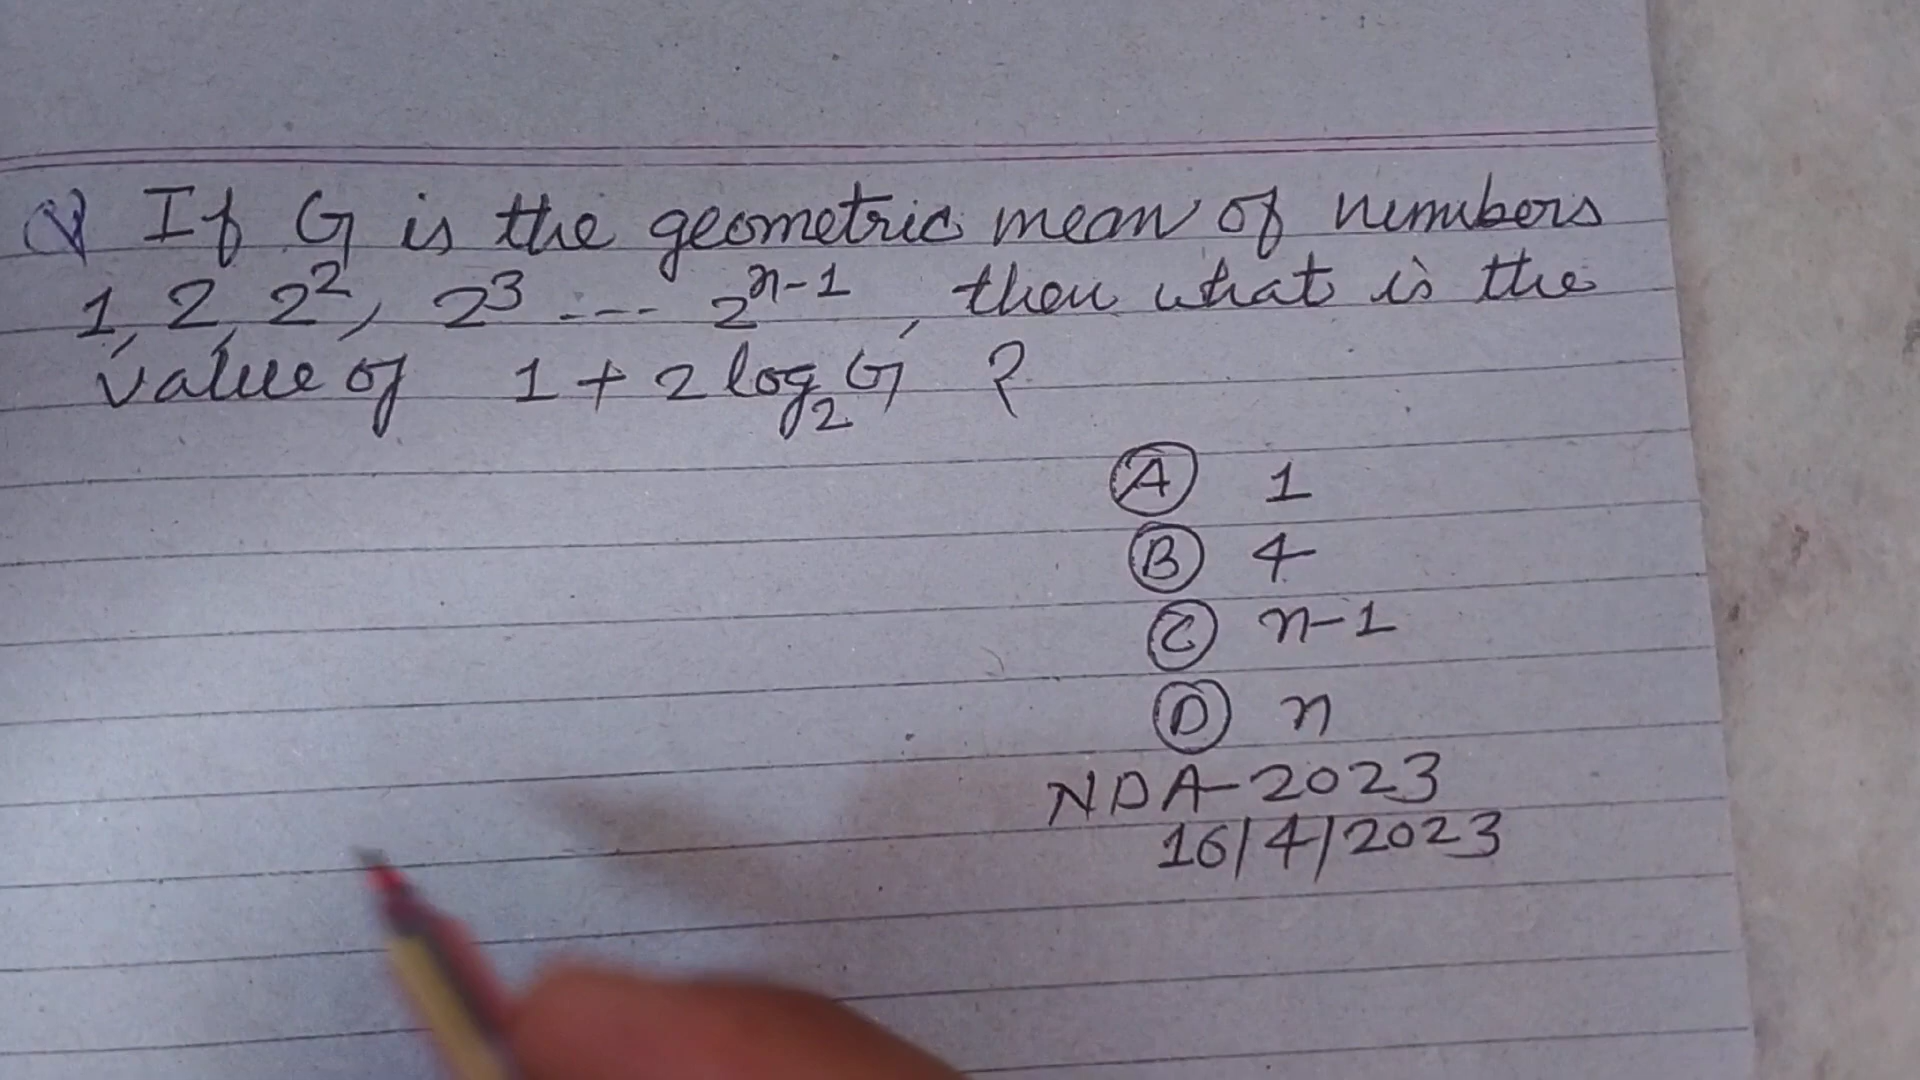 Q If G is the geometric mean of numbers
1, 2, 2², 2³ ---- 2ⁿ⁻¹, then what is the
value of 1 + 2 log₂G ?
A 1
B 4
C n-1
D n
NDA-2023
16/4/2023